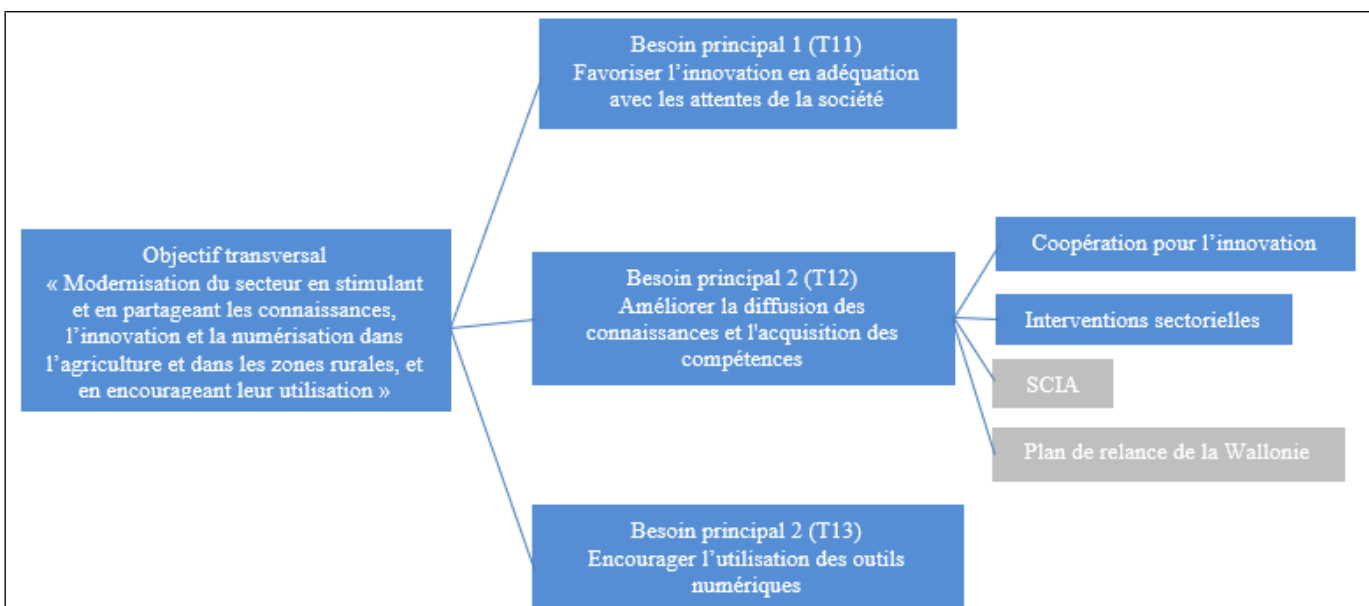 Besoin principal 1 (T11)
Favoriser l’innovation en adéquation
avec les attentes de la société
Objectif transversal
« Modernisation du secteur en stimulant
et en partageant les connaissances,
l’innovation et la numérisation dans
l’agriculture et dans les zones rurales, et
en encourageant leur utilisation »
Besoin principal 2 (T12)
Améliorer la diffusion des
connaissances et l'acquisition des
compétences
Coopération pour l’innovation
Interventions sectorielles
SCIA
Plan de relance de la Wallonie
Besoin principal 2 (T13)
Encourager l’utilisation des outils
numériques